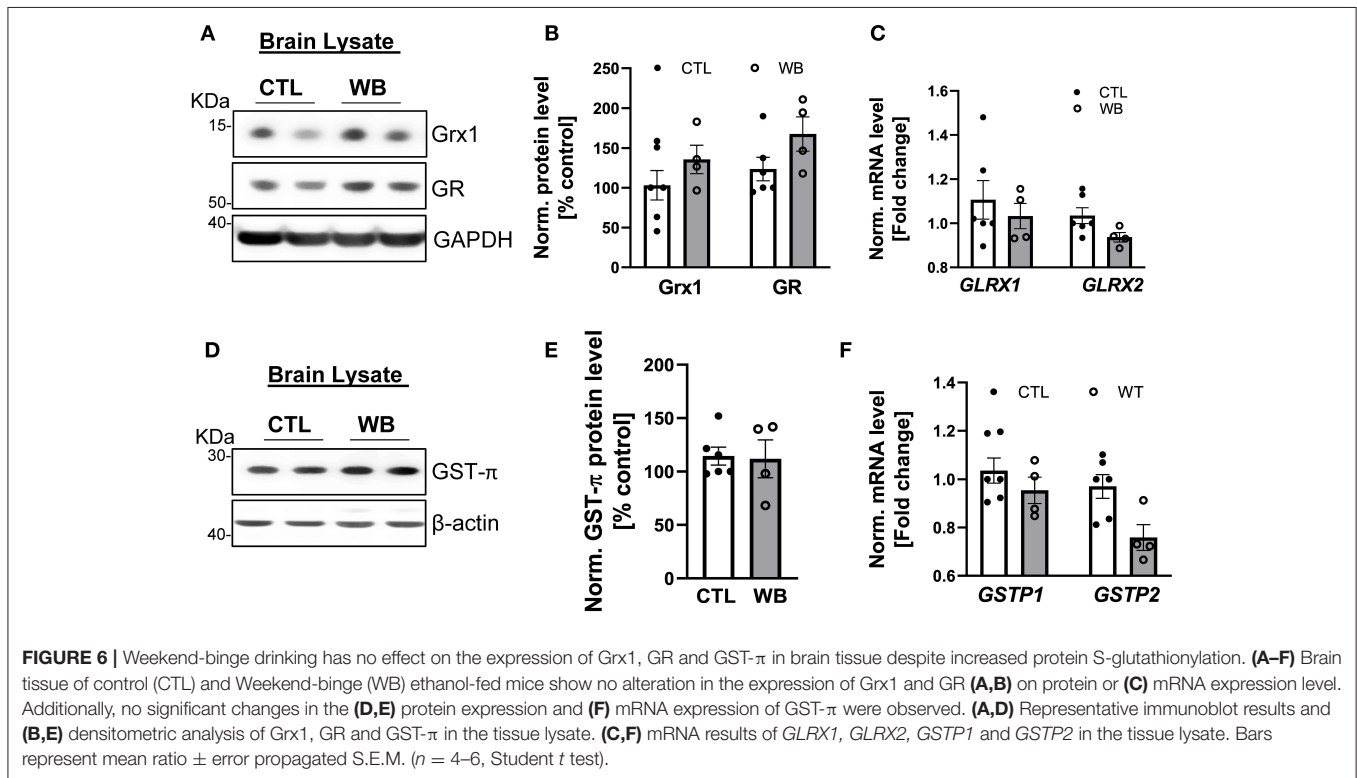 A
Brain Lysate
CTL WB
KDa
15-
Grx1
GR
50-
40-
GAPDH
B
CTL WB
Norm. protein level
[% control]
250
200
150
100
50
0
Grx1 GR
C
CTL
WB
Norm. mRNA level
[Fold change]
1.6
1.4
1.2
1.0
0.8
GLRX1 GLRX2
D
Brain Lysate
CTL WB
KDa
30-
GST-π
β-actin
40-
E
Norm. GST-π protein level
[% control]
200
150
100
50
0
CTL WB
F
CTL WT
Norm. mRNA level
[Fold change]
1.4
1.2
1.0
0.8
0.6
GSTP1 GSTP2
FIGURE 6 | Weekend-binge drinking has no effect on the expression of Grx1, GR and GST-π in brain tissue despite increased protein S-glutathionylation. (A–F) Brain
tissue of control (CTL) and Weekend-binge (WB) ethanol-fed mice show no alteration in the expression of Grx1 and GR (A,B) on protein or (C) mRNA expression level.
Additionally, no significant changes in the (D,E) protein expression and (F) mRNA expression of GST-π were observed. (A,D) Representative immunoblot results and
(B,E) densitometric analysis of Grx1, GR and GST-π in the tissue lysate. (C,F) mRNA results of GLRX1, GLRX2, GSTP1 and GSTP2 in the tissue lysate. Bars
represent mean ratio ± error propagated S.E.M. (n = 4–6, Student t test).